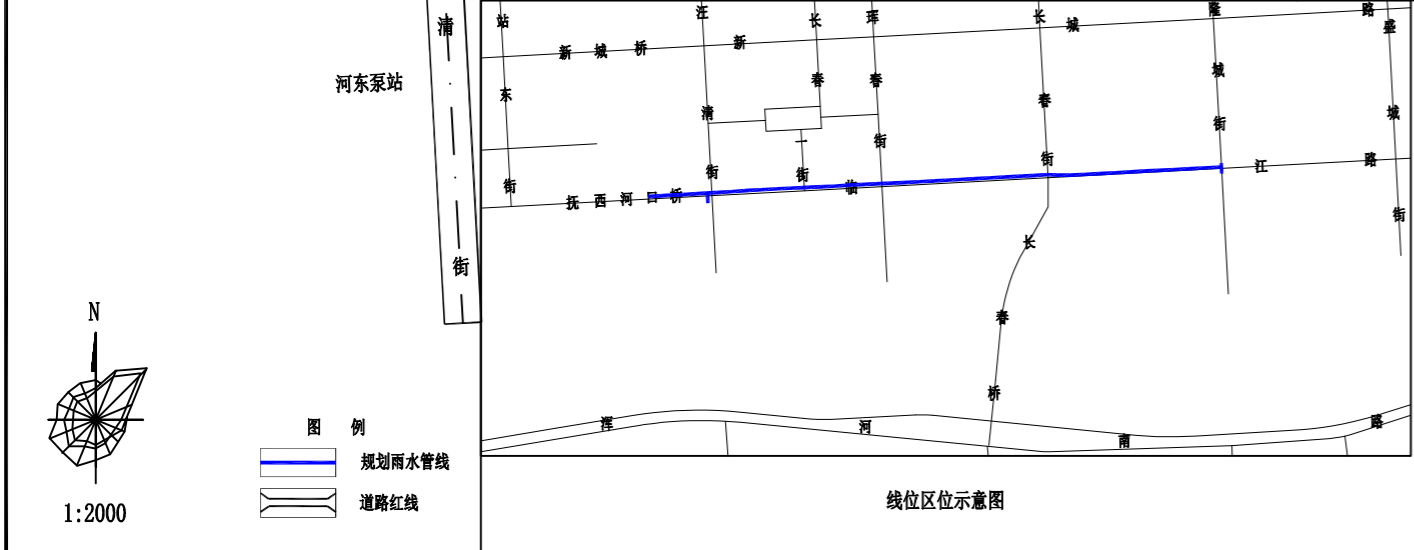 清
街
河东泵站
站东街
新城桥
新城路
汪清街
长春
一街
珲春街
长春街
隆城街
盛城街
抚西河口桥
临江路
长春桥
浑河南路
N
1:2000
图 例
规划雨水管线
道路红线
线位区位示意图